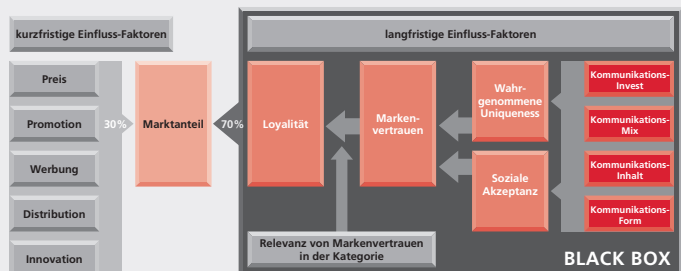 kurzfristige Einfluss-Faktoren
Preis
Promotion
Werbung
Distribution
Innovation
30%
Marktanteil
70%
langfristige Einfluss-Faktoren
Loyalität
Marken-
vertrauen
Wahr-
genommene
Uniqueness
Soziale
Akzeptanz
Kommunikations-
Invest
Kommunikations-
Mix
Kommunikations-
Inhalt
Kommunikations-
Form
Relevanz von Markenvertrauen
in der Kategorie
BLACK BOX